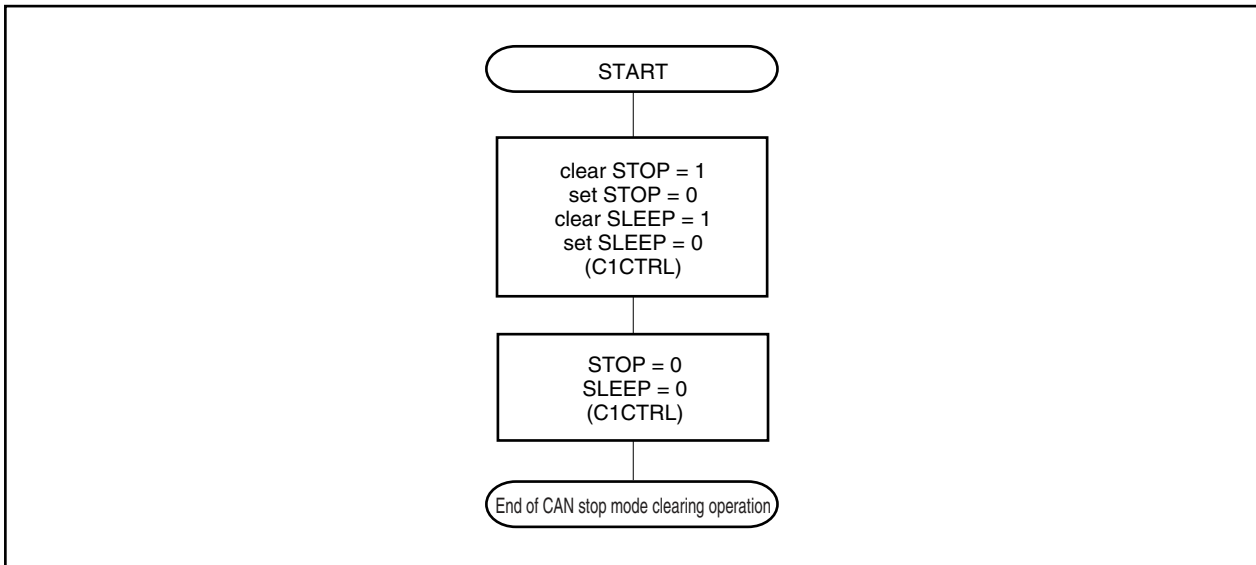 START
clear STOP = 1
set STOP = 0
clear SLEEP = 1
set SLEEP = 0
(C1CTRL)
STOP = 0
SLEEP = 0
(C1CTRL)
End of CAN stop mode clearing operation